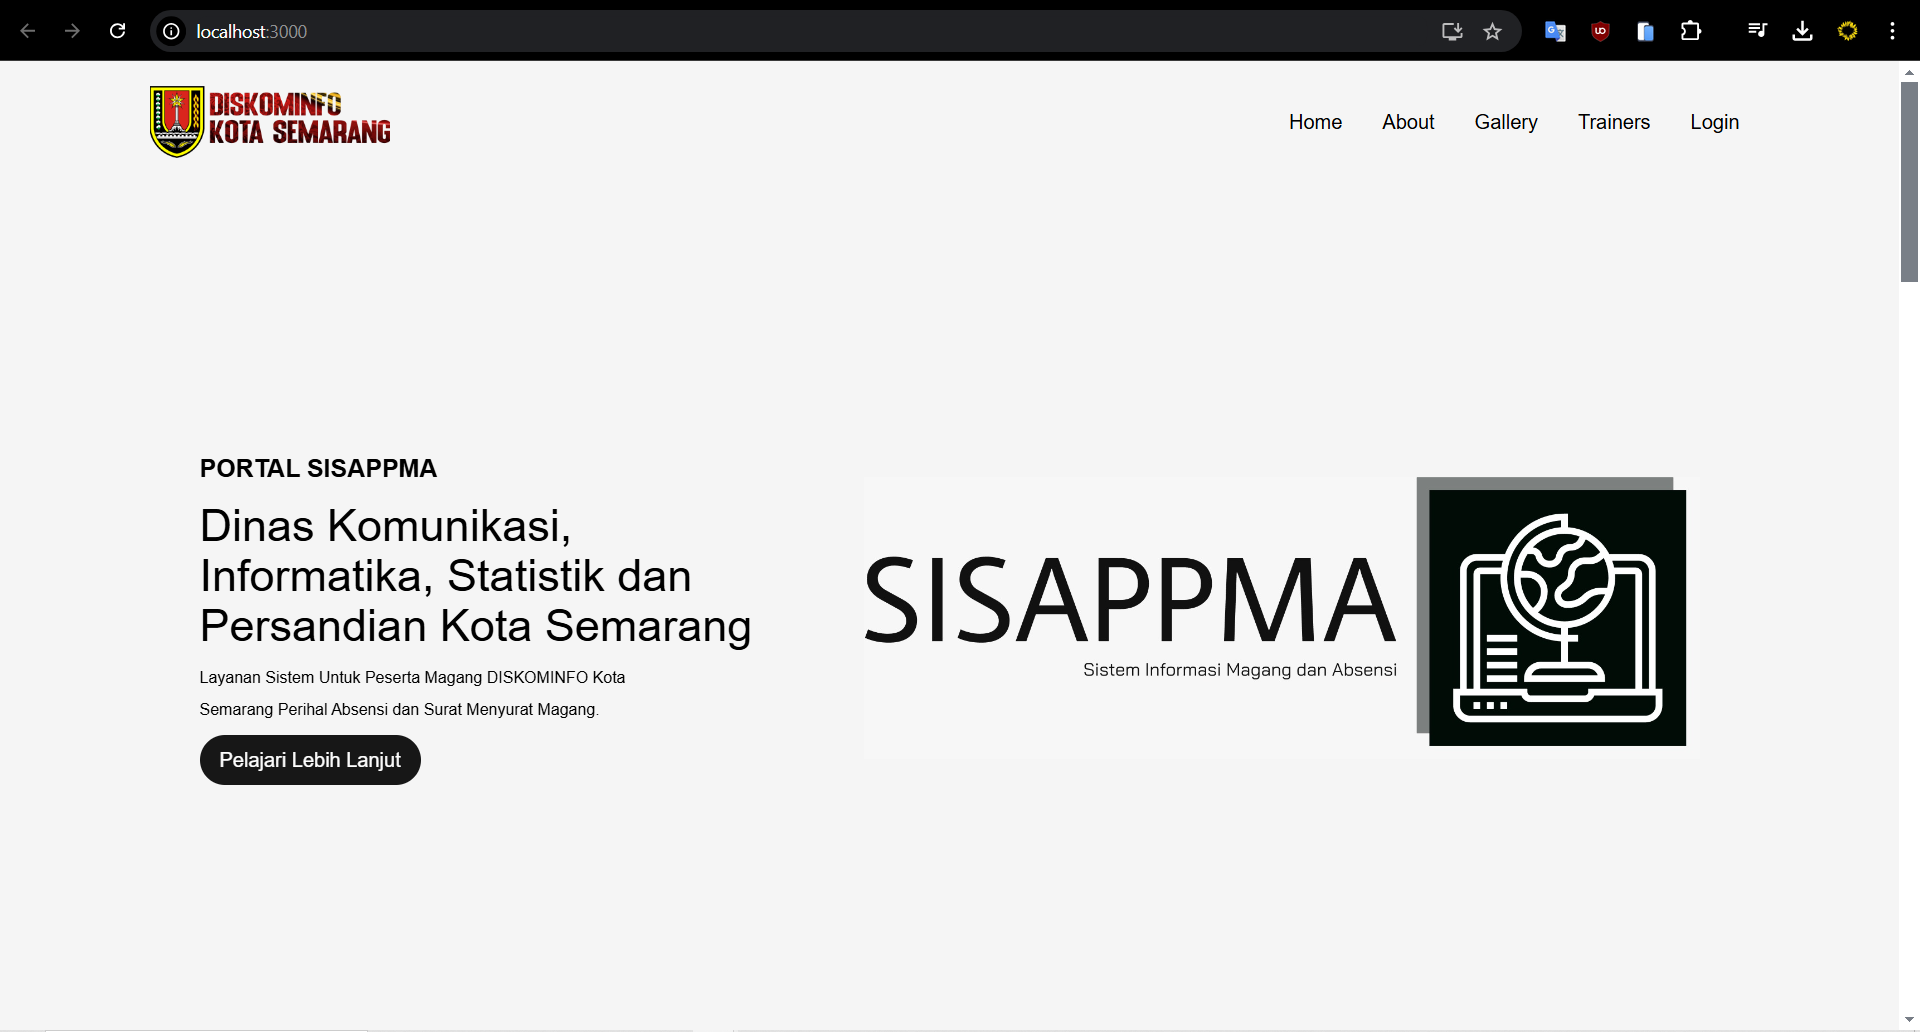 localhost:3000
DISKOMINFO
KOTA SEMARANG
Home About Gallery Trainers Login
PORTAL SISAPPMA
Dinas Komunikasi,
Informatika, Statistik dan
Persandian Kota Semarang
Layanan Sistem Untuk Peserta Magang DISKOMINFO Kota
Semarang Perihal Absensi dan Surat Menyurat Magang.
Pelajari Lebih Lanjut
SISAPPMA
Sistem Informasi Magang dan Absensi